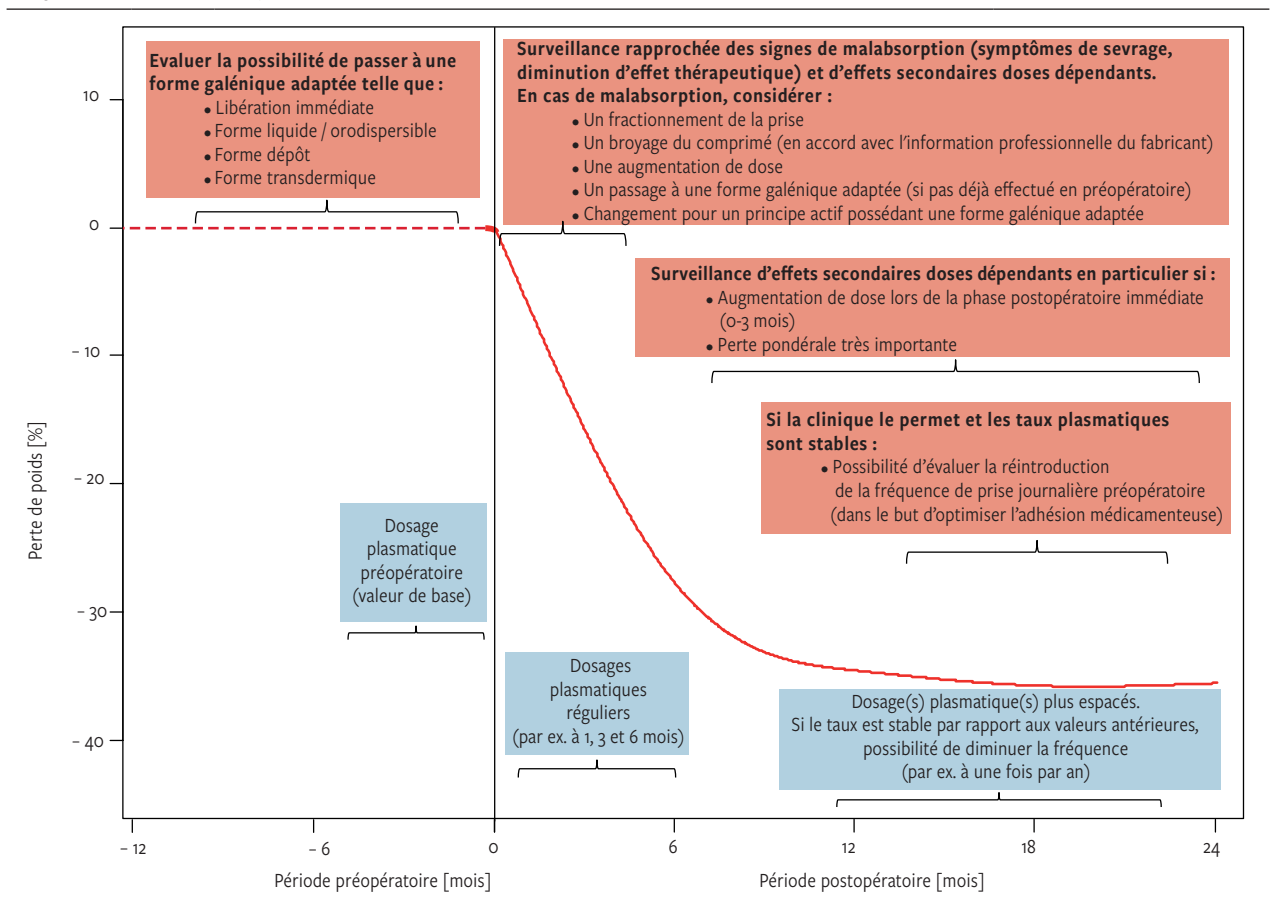 Evaluer la possibilité de passer à une
forme galénique adaptée telle que :
• Libération immédiate
• Forme liquide / orodispersible
• Forme dépôt
• Forme transdermique
Surveillance rapprochée des signes de malabsorption (symptômes de sevrage,
diminution d'effet thérapeutique) et d'effets secondaires doses dépendants.
En cas de malabsorption, considérer :
• Un fractionnement de la prise
• Un broyage du comprimé (en accord avec l'information professionnelle du fabricant)
• Une augmentation de dose
• Un passage à une forme galénique adaptée (si pas déjà effectué en préopératoire)
• Changement pour un principe actif possédant une forme galénique adaptée
Surveillance d'effets secondaires doses dépendants en particulier si :
• Augmentation de dose lors de la phase postopératoire immédiate
(0-3 mois)
• Perte pondérale très importante
Si la clinique le permet et les taux plasmatiques
sont stables :
• Possibilité d'évaluer la réintroduction
de la fréquence de prise journalière préopératoire
(dans le but d'optimiser l'adhésion médicamenteuse)
Dosage
plasmatique
préopératoire
(valeur de base)
Dosages
plasmatiques
réguliers
(par ex. à 1, 3 et 6 mois)
Dosage(s) plasmatique(s) plus espacés.
Si le taux est stable par rapport aux valeurs antérieures,
possibilité de diminuer la fréquence
(par ex. à une fois par an)
Perte de poids [%]
10
0
– 10
– 20
– 30
– 40
– 12
– 6
0
6
12
18
24
Période préopératoire [mois]
Période postopératoire [mois]